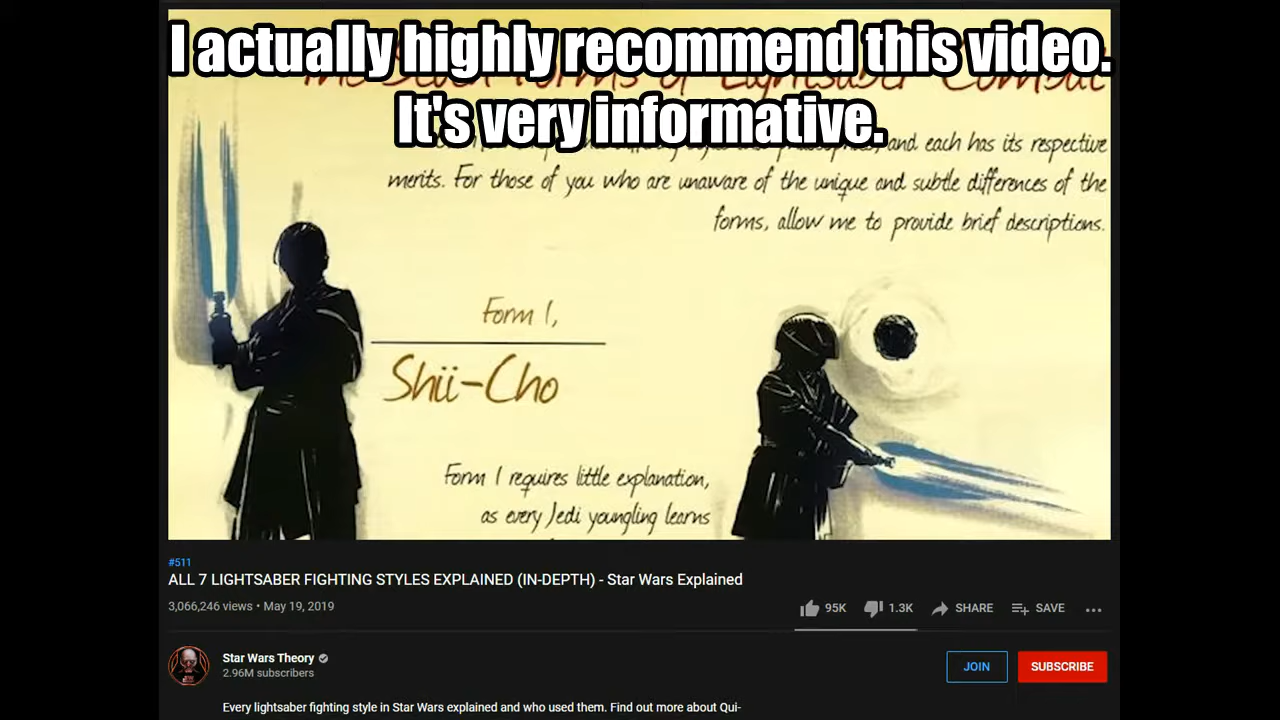 I actually highly recommend this video.
It's very informative.
and each has its respective
merits. For those of you who are unaware of the unique and subtle differences of the
forms, allow me to provide brief descriptions.
Form I,
Shii-Cho
Form I requires little explanation,
as every Jedi youngling learns
#511
ALL 7 LIGHTSABER FIGHTING STYLES EXPLAINED (IN-DEPTH) - Star Wars Explained
3,066,246 views • May 19, 2019
95K
1.3K
SHARE
SAVE
Star Wars Theory
2.96M subscribers
JOIN
SUBSCRIBE
Every lightsaber fighting style in Star Wars explained and who used them. Find out more about Qui-